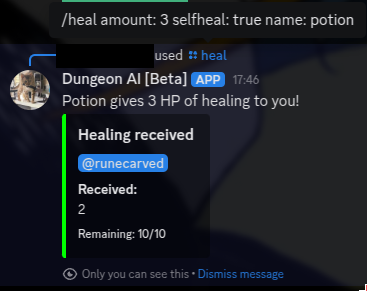 /heal amount: 3 selfheal: true name: potion
used heal
Dungeon AI [Beta] APP 17:46
Potion gives 3 HP of healing to you!
Healing received
@runecarved
Received:
2
Remaining: 10/10
Only you can see this • Dismiss message